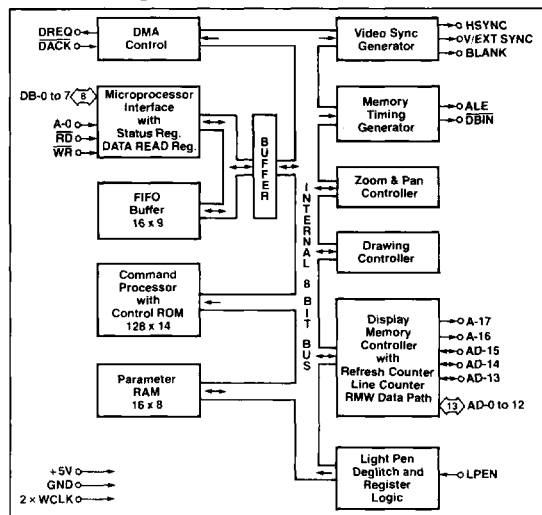 DREQ
DACK
DMA
Control
DB-0 to 7
8
A-0
RD
WR
Microprocessor
Interface
with
Status Reg.
DATA READ Reg.
FIFO
Buffer
16 x 9
BUFFER
Command
Processor
with
Control ROM
128 x 14
Parameter
RAM
16 x 8
+5V
GND
2 × WCLK
INTERNAL 8 BIT BUS
Video Sync
Generator
HSYNC
V/EXT SYNC
BLANK
Memory
Timing
Generator
ALE
DBIN
Zoom & Pan
Controller
Drawing
Controller
Display
Memory
Controller
with
Refresh Counter
Line Counter
RMW Data Path
A-17
A-16
AD-15
AD-14
AD-13
13
AD-0 to 12
Light Pen
Deglitch and
Register
Logic
LPEN